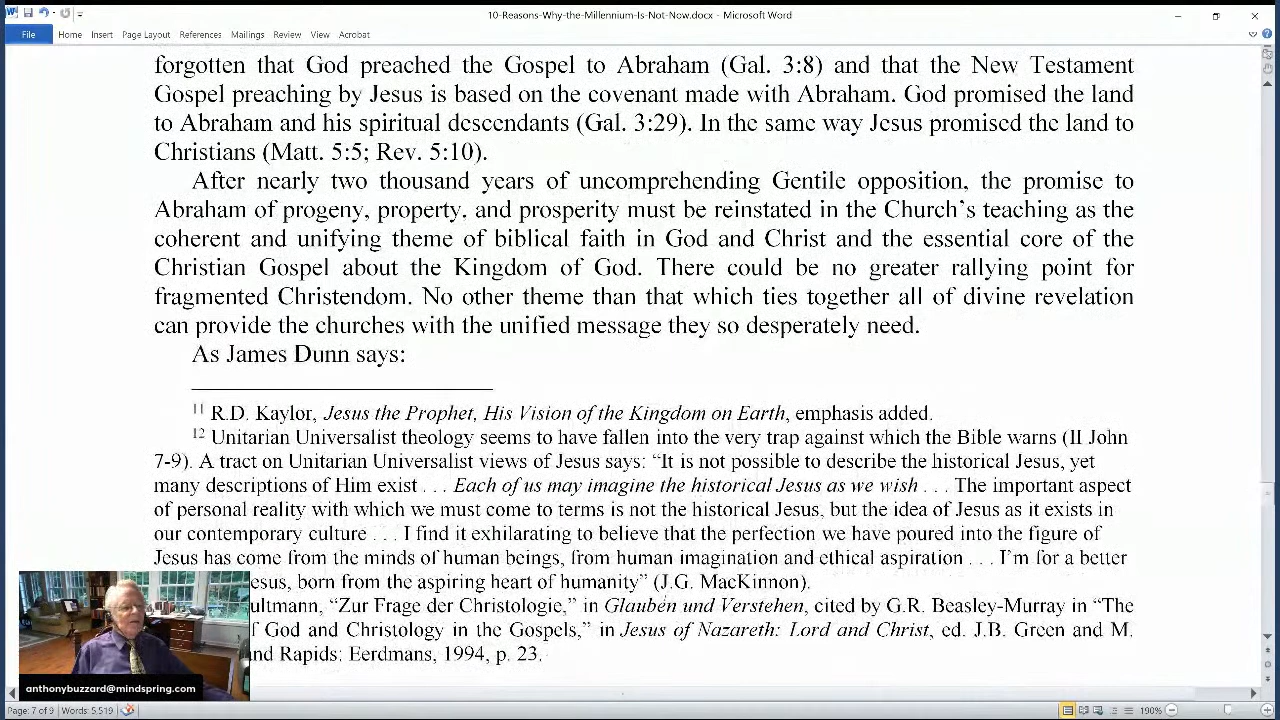 10-Reasons-Why-the-Millennium-Is-Not-Now.docx - Microsoft Word
File Home Insert Page Layout References Mailings Review View Acrobat
forgotten that God preached the Gospel to Abraham (Gal. 3:8) and that the New Testament
Gospel preaching by Jesus is based on the covenant made with Abraham. God promised the land
to Abraham and his spiritual descendants (Gal. 3:29). In the same way Jesus promised the land to
Christians (Matt. 5:5; Rev. 5:10).
After nearly two thousand years of uncomprehending Gentile opposition, the promise to
Abraham of progeny, property, and prosperity must be reinstated in the Church's teaching as the
coherent and unifying theme of biblical faith in God and Christ and the essential core of the
Christian Gospel about the Kingdom of God. There could be no greater rallying point for
fragmented Christendom. No other theme than that which ties together all of divine revelation
can provide the churches with the unified message they so desperately need.
As James Dunn says:
11 R.D. Kaylor, Jesus the Prophet, His Vision of the Kingdom on Earth, emphasis added.
12 Unitarian Universalist theology seems to have fallen into the very trap against which the Bible warns (II John
7-9). A tract on Unitarian Universalist views of Jesus says: “It is not possible to describe the historical Jesus, yet
many descriptions of Him exist . . . Each of us may imagine the historical Jesus as we wish . . . The important aspect
of personal reality with which we must come to terms is not the historical Jesus, but the idea of Jesus as it exists in
our contemporary culture . . . I find it exhilarating to believe that the perfection we have poured into the figure of
Jesus has come from the minds of human beings, from human imagination and ethical aspiration . . . I'm for a better
esus, born from the aspiring heart of humanity” (J.G. MacKinnon).
ultmann, “Zur Frage der Christologie,” in Glauben und Verstehen, cited by G.R. Beasley-Murray in “The
f God and Christology in the Gospels,” in Jesus of Nazareth: Lord and Christ, ed. J.B. Green and M.
nd Rapids: Eerdmans, 1994, p. 23.
anthonybuzzard@mindspring.com
Page: 7 of 9 Words: 5,519 190%